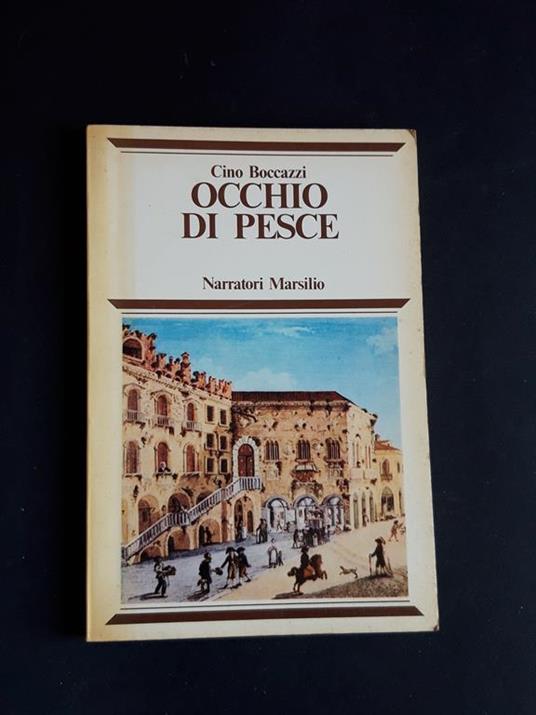 Cino Boccazzi
OCCHIO
DI PESCE
Narratori Marsilio